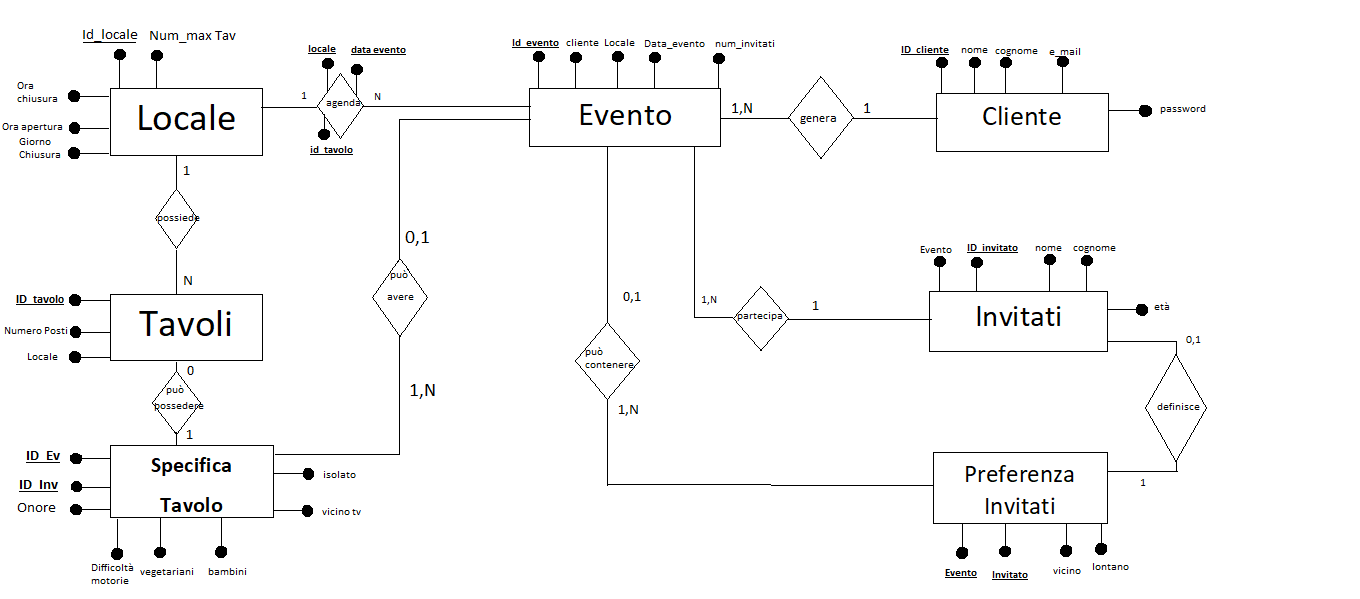 Id_locale
Num_max Tav
Ora
chiusura
Ora apertura
Giorno
Chiusura
Locale
locale
data evento
1
agenda
N
id_tavolo
Id_evento
cliente
Locale
Data_evento
num_invitati
Evento
1,N
genera
1
ID_cliente
nome
cognome
e_mail
Cliente
password
1
possiede
N
ID_tavolo
Numero Posti
Locale
Tavoli
0
può
possedere
1
0,1
può
avere
1,N
0,1
può
contenere
1,N
1,N
partecipa
1
Evento
ID_invitato
nome
cognome
Invitati
età
0,1
definisce
1
ID_Ev
ID_Inv
Onore
Specifica
Tavolo
isolato
vicino tv
Difficoltà
motorie
vegetariani
bambini
Preferenza
Invitati
Evento
Invitato
vicino
lontano